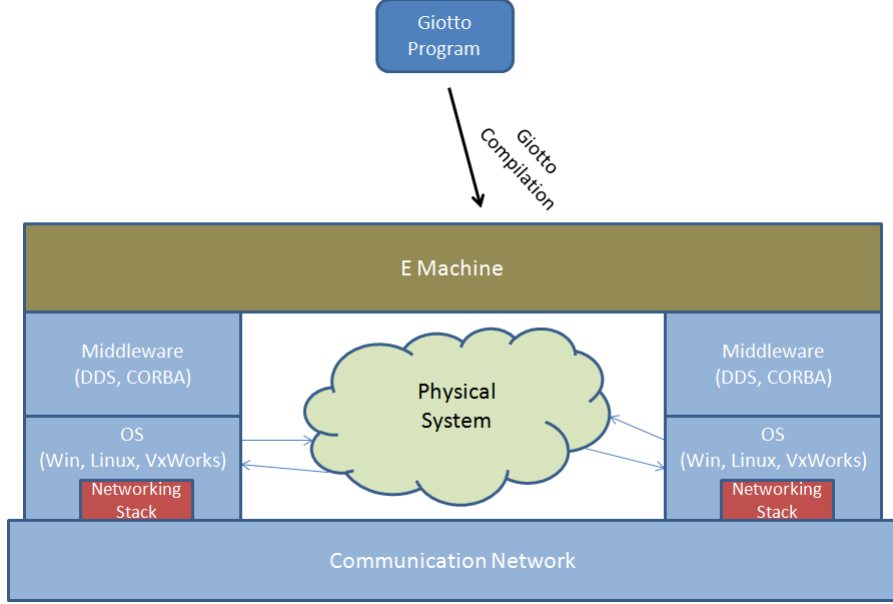 Giotto
Program
Giotto
Compilation
E Machine
Middleware
(DDS, CORBA)
Physical
System
Middleware
(DDS, CORBA)
OS
(Win, Linux, VxWorks)
Networking
Stack
OS
(Win, Linux, VxWorks)
Networking
Stack
Communication Network